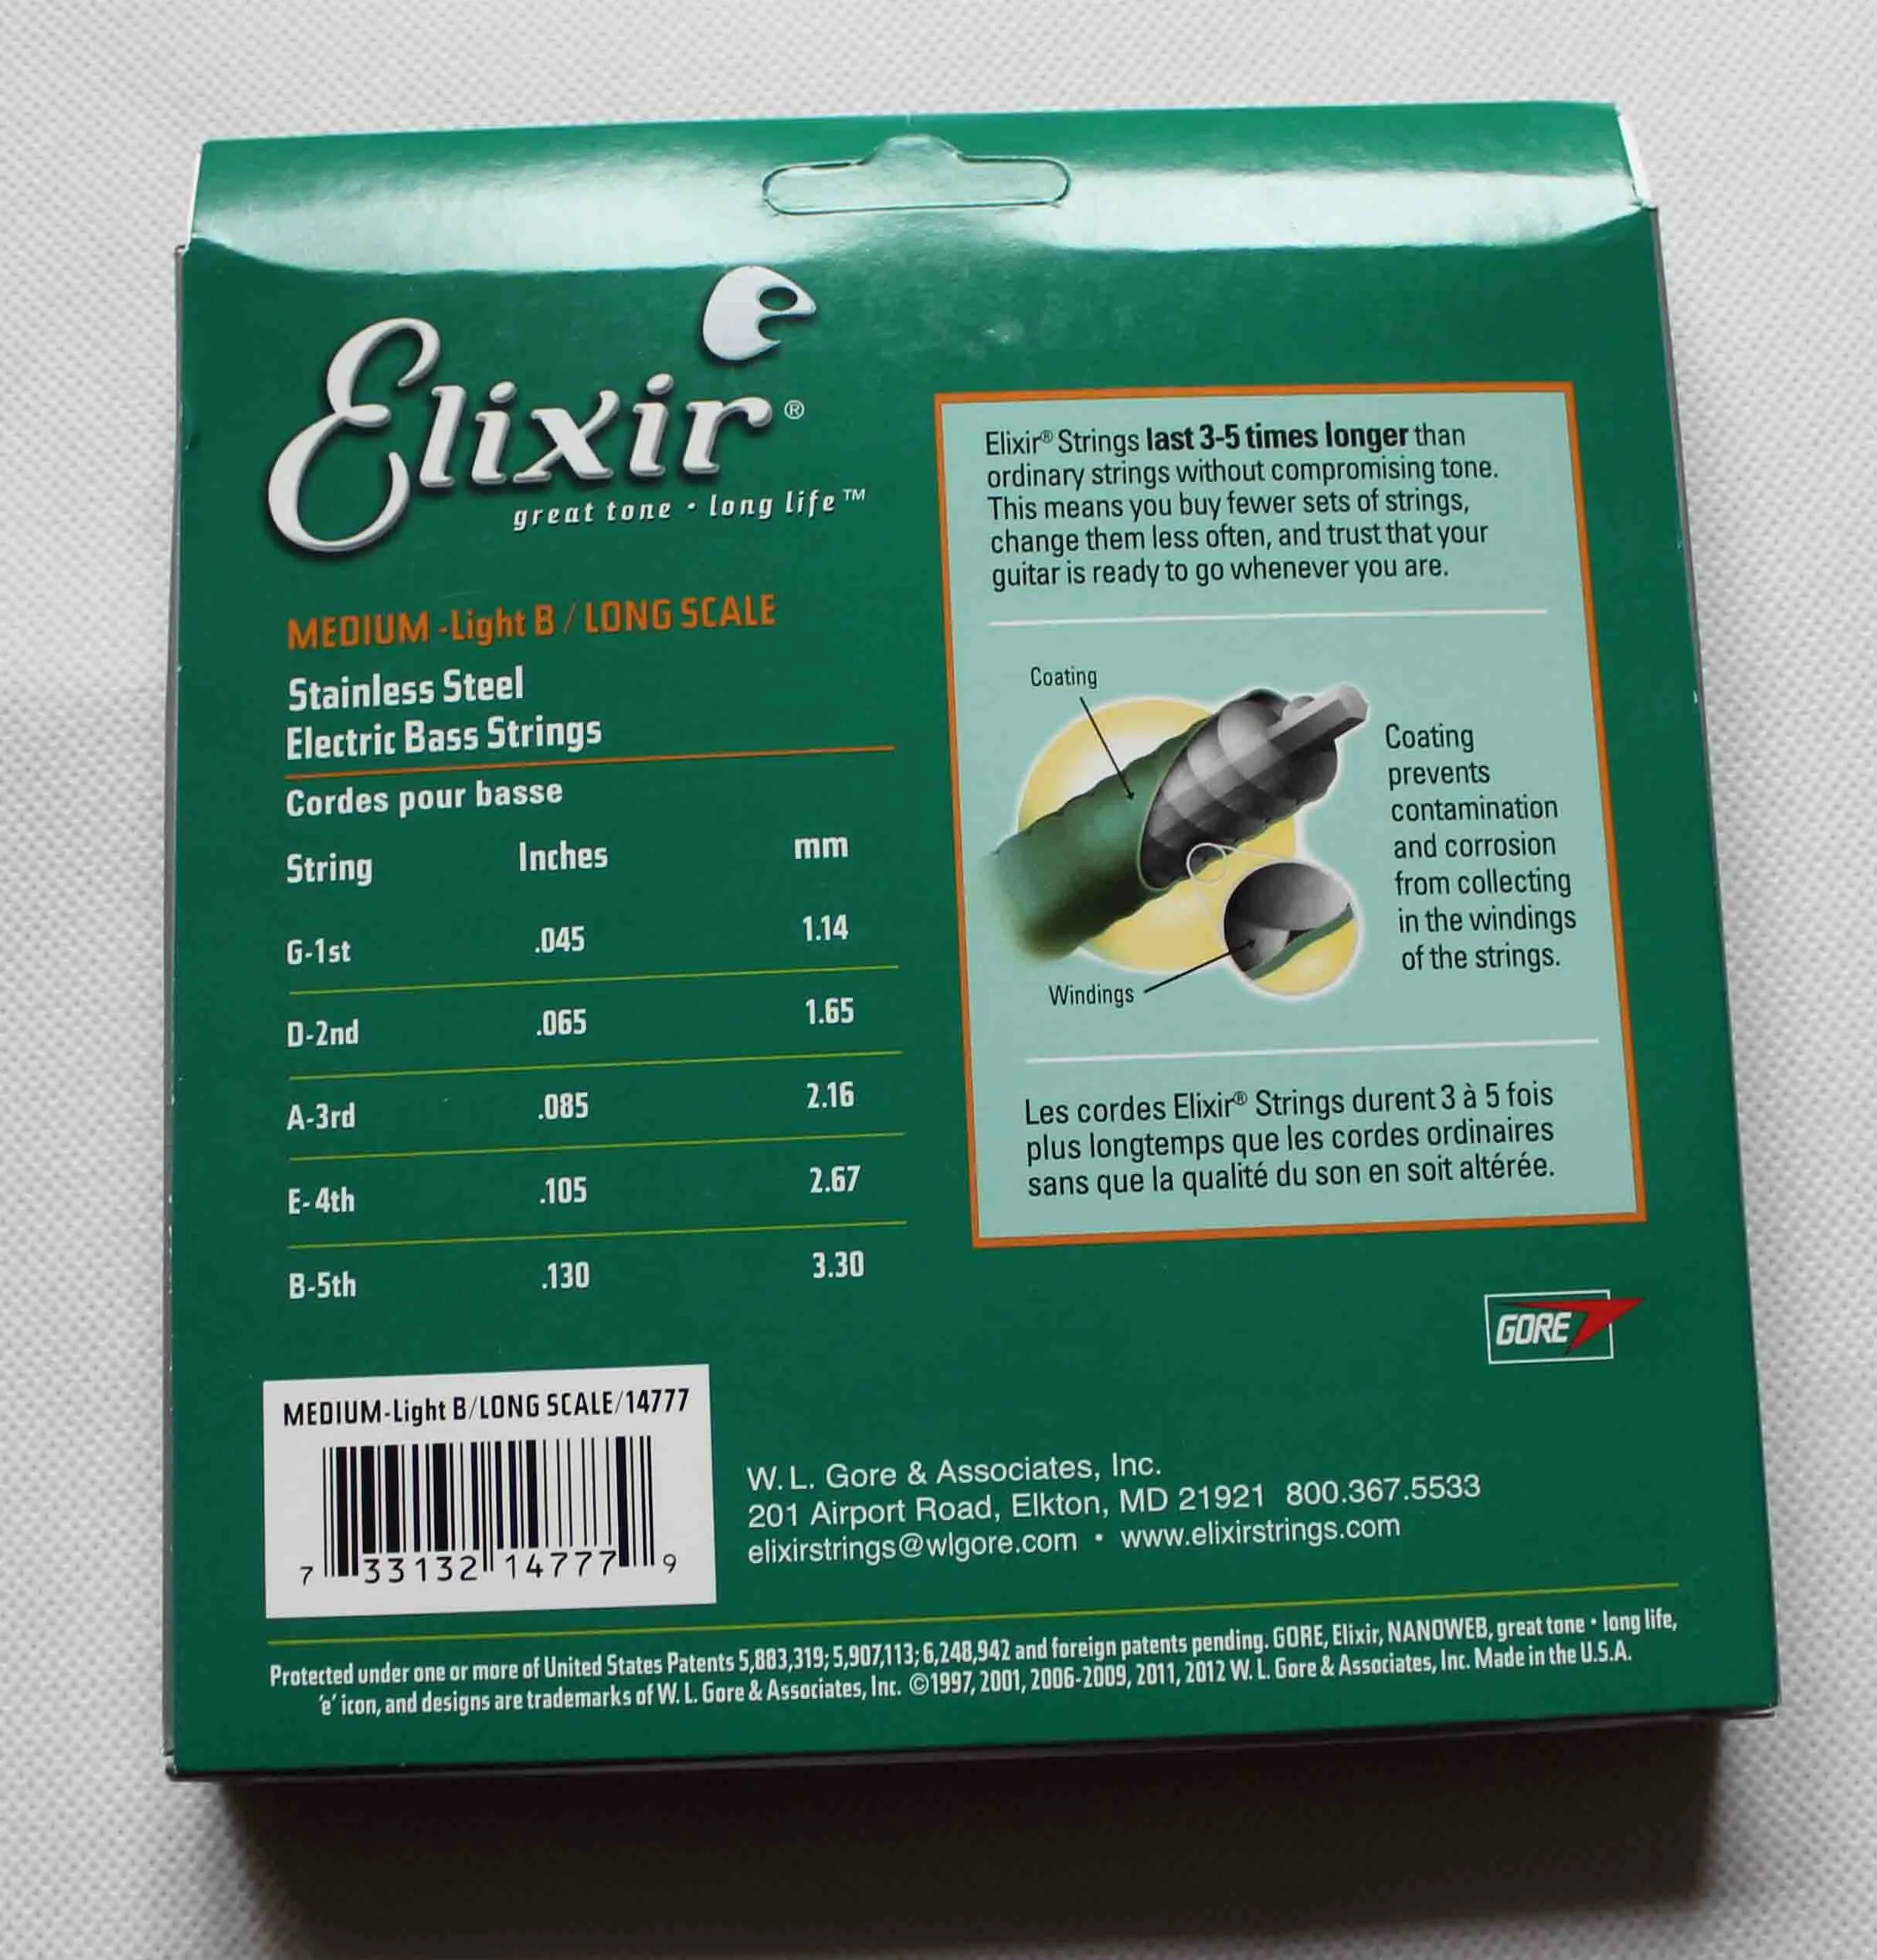 Elixir®
great tone • long life™
MEDIUM -Light B / LONG SCALE
Stainless Steel
Electric Bass Strings
Cordes pour basse
String Inches mm
G-1st .045 1.14
D-2nd .065 1.65
A-3rd .085 2.16
E-4th .105 2.67
B-5th .130 3.30
Elixir® Strings last 3-5 times longer than
ordinary strings without compromising tone.
This means you buy fewer sets of strings,
change them less often, and trust that your
guitar is ready to go whenever you are.
Coating
Windings
Coating
prevents
contamination
and corrosion
from collecting
in the windings
of the strings.
Les cordes Elixir® Strings durent 3 à 5 fois
plus longtemps que les cordes ordinaires
sans que la qualité du son en soit altérée.
GORE
MEDIUM-Light B/LONG SCALE/14777
7 33132 14777 9
W. L. Gore & Associates, Inc.
201 Airport Road, Elkton, MD 21921 800.367.5533
elixirstrings@wlgore.com • www.elixirstrings.com
Protected under one or more of United States Patents 5,883,319; 5,907,113; 6,248,942 and foreign patents pending. GORE, Elixir, NANOWEB, great tone • long life,
'e' icon, and designs are trademarks of W. L. Gore & Associates, Inc. ©1997, 2001, 2006-2009, 2011, 2012 W. L. Gore & Associates, Inc. Made in the U.S.A.